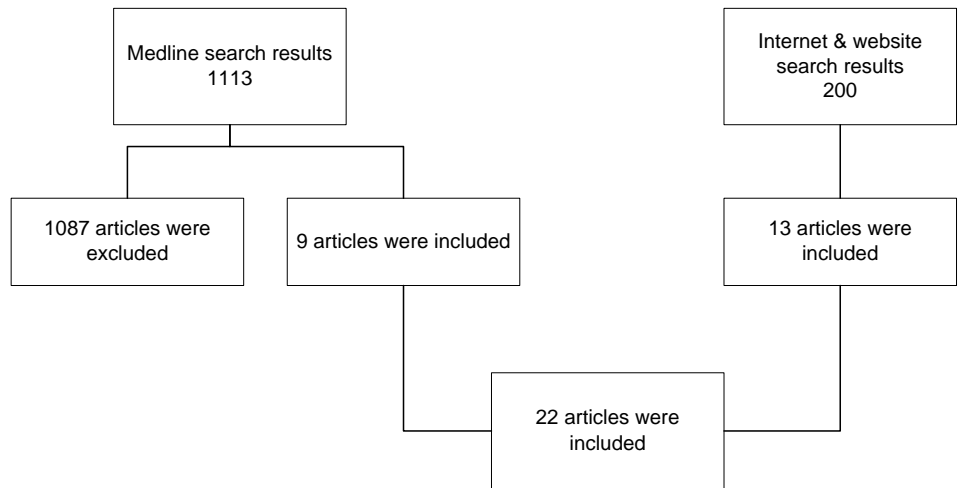 Medline search results
1113
Internet & website
search results
200
1087 articles were
excluded
9 articles were included
13 articles were
included
22 articles were
included